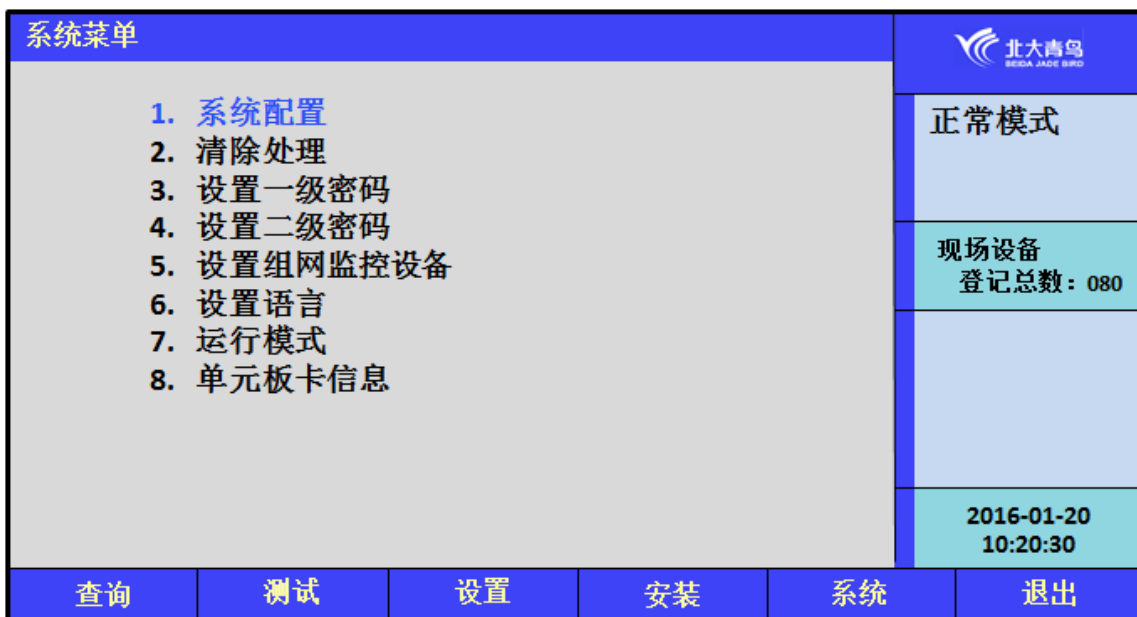 系统菜单
北大青鸟
BEIDA JADE BIRD
1. 系统配置
2. 清除处理
3. 设置一级密码
4. 设置二级密码
5. 设置组网监控设备
6. 设置语言
7. 运行模式
8. 单元板卡信息
正常模式
现场设备
登记总数：080
2016-01-20
10:20:30
查询 测试 设置 安装 系统 退出